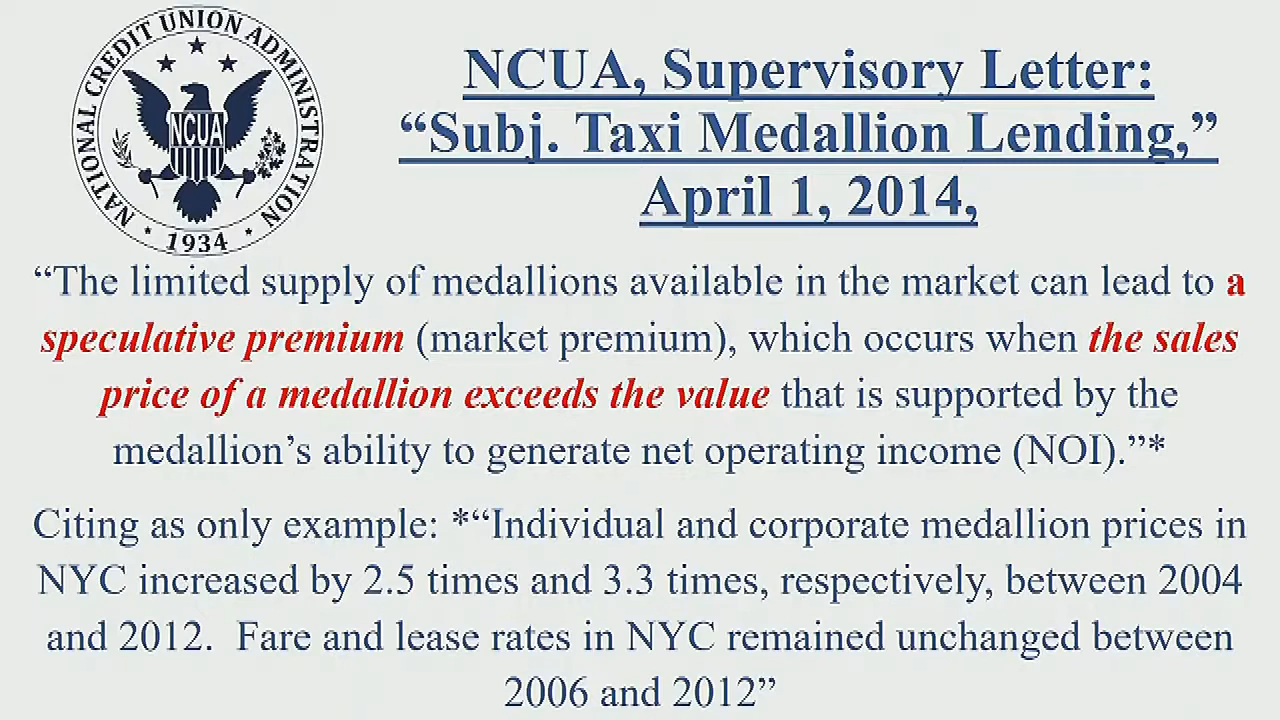 NATIONAL CREDIT UNION ADMINISTRATION
NCUA
1934
NCUA, Supervisory Letter:
“Subj. Taxi Medallion Lending,”
April 1, 2014,
“The limited supply of medallions available in the market can lead to a
speculative premium (market premium), which occurs when the sales
price of a medallion exceeds the value that is supported by the
medallion’s ability to generate net operating income (NOI).”*
Citing as only example: *“Individual and corporate medallion prices in
NYC increased by 2.5 times and 3.3 times, respectively, between 2004
and 2012.  Fare and lease rates in NYC remained unchanged between
2006 and 2012”